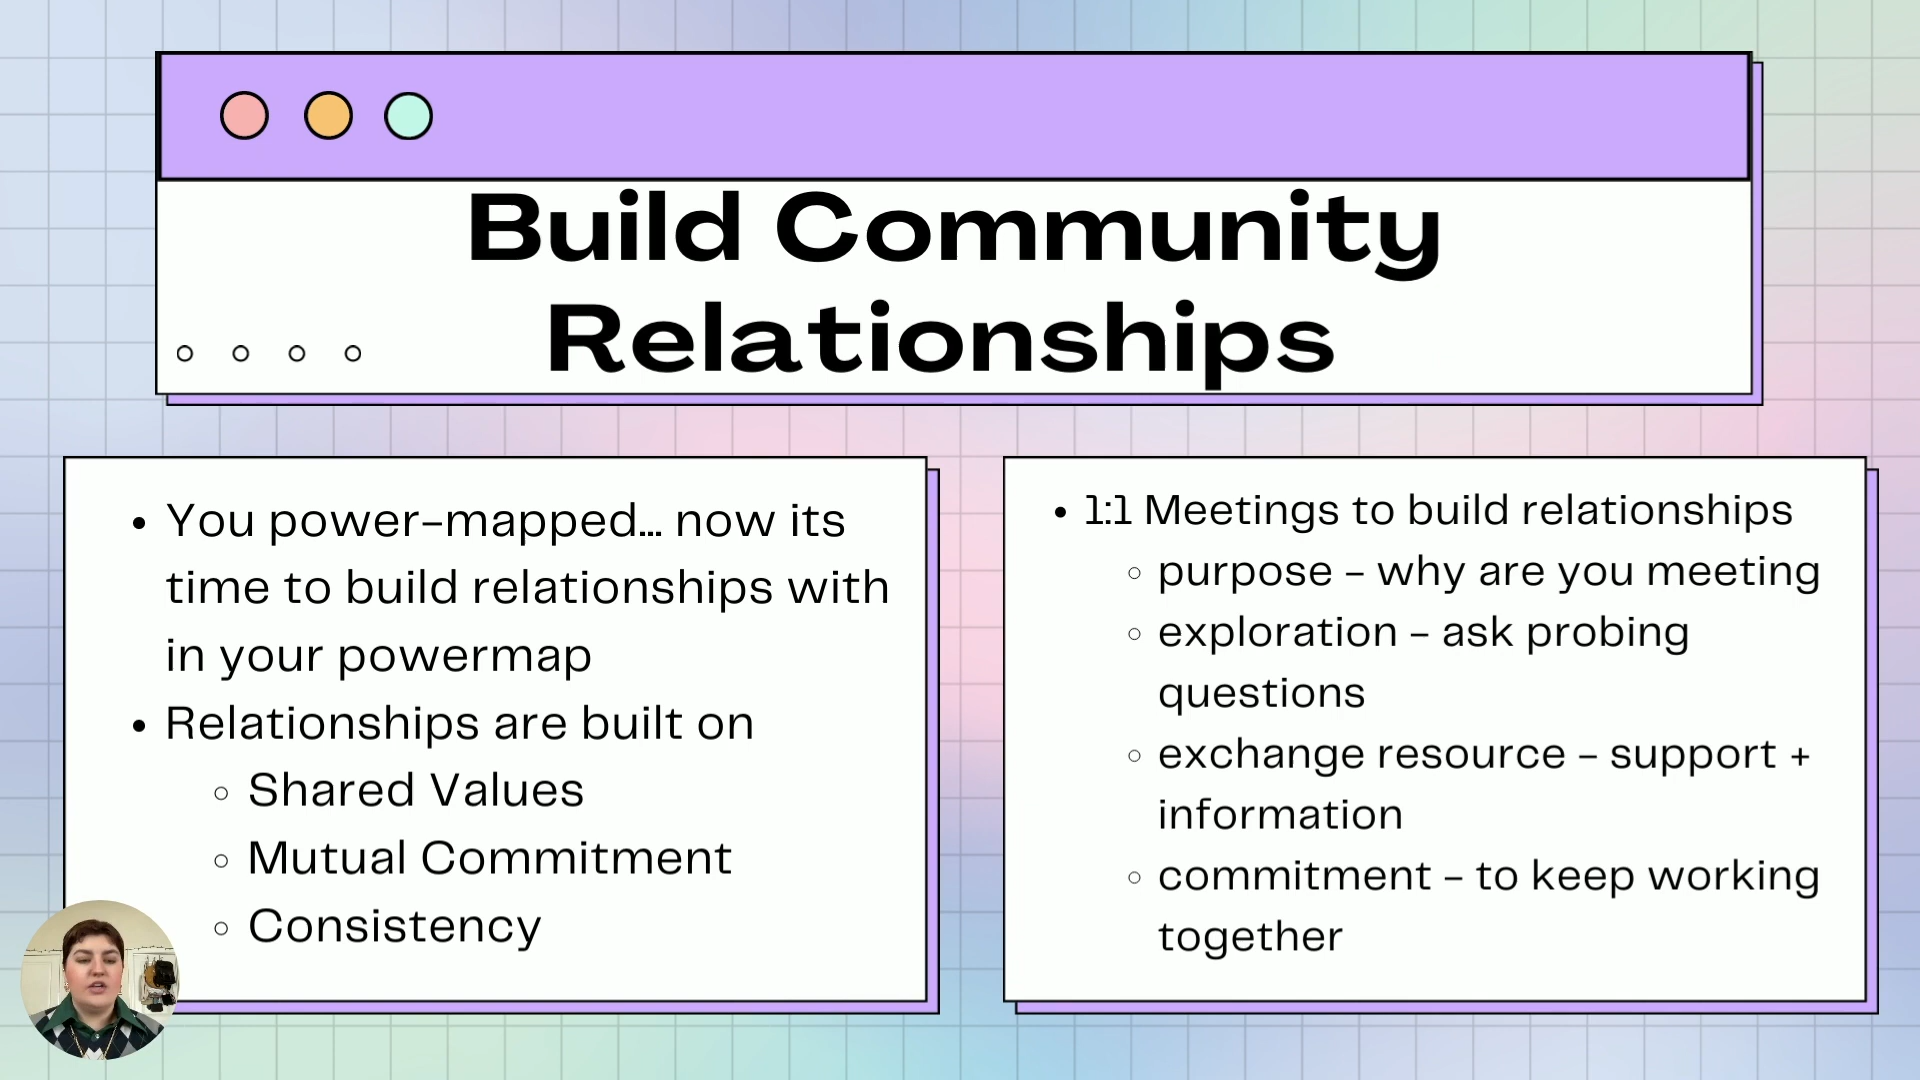 Build Community
Relationships
You power-mapped... now its
time to build relationships with
in your powermap
Relationships are built on
Shared Values
Mutual Commitment
Consistency
1:1 Meetings to build relationships
purpose - why are you meeting
exploration - ask probing
questions
exchange resource - support +
information
commitment - to keep working
together